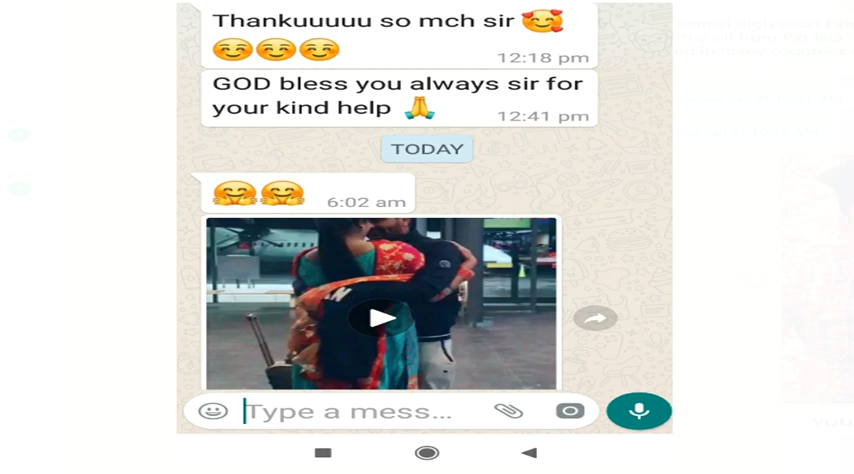 Thankuuuuu so mch sir
12:18 pm
GOD bless you always sir for
your kind help
12:41 pm
TODAY
6:02 am
Type a mess...